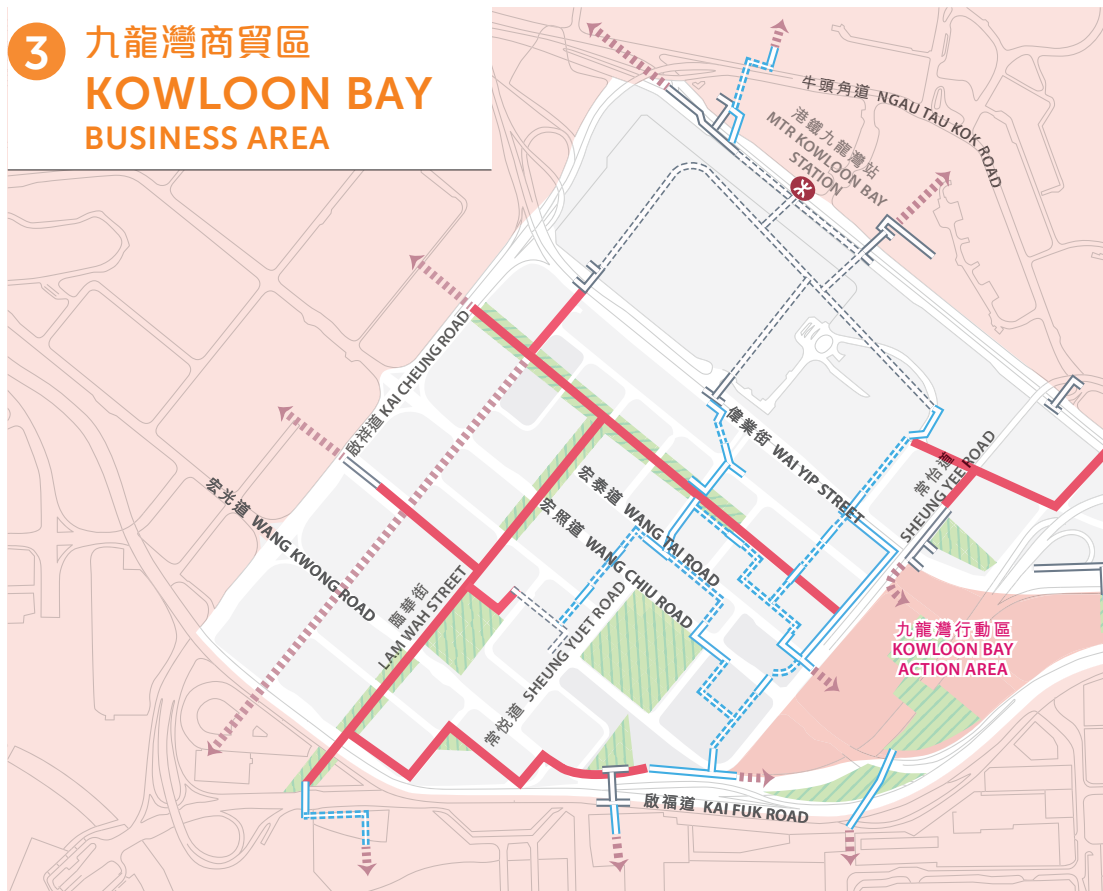 3
九龍灣商貿區
KOWLOON BAY
BUSINESS AREA
牛頭角道 NGAU TAU KOK ROAD
港鐵九龍灣站
MTR KOWLOON BAY
STATION
啟祥道 KAI CHEUNG ROAD
偉業街 WAI YIP STREET
常怡道
SHEUNG YEE ROAD
宏泰道 WANG TAI ROAD
宏照道 WANG CHIU ROAD
宏光道 WANG KWONG ROAD
臨華街
LAM WAH STREET
常悅道 SHEUNG YUET ROAD
九龍灣行動區
KOWLOON BAY
ACTION AREA
啟福道 KAI FUK ROAD